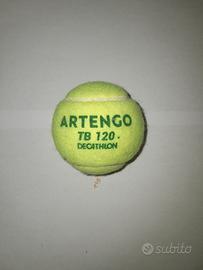 ARTENGO
TB 120.
DECATHLON
subito